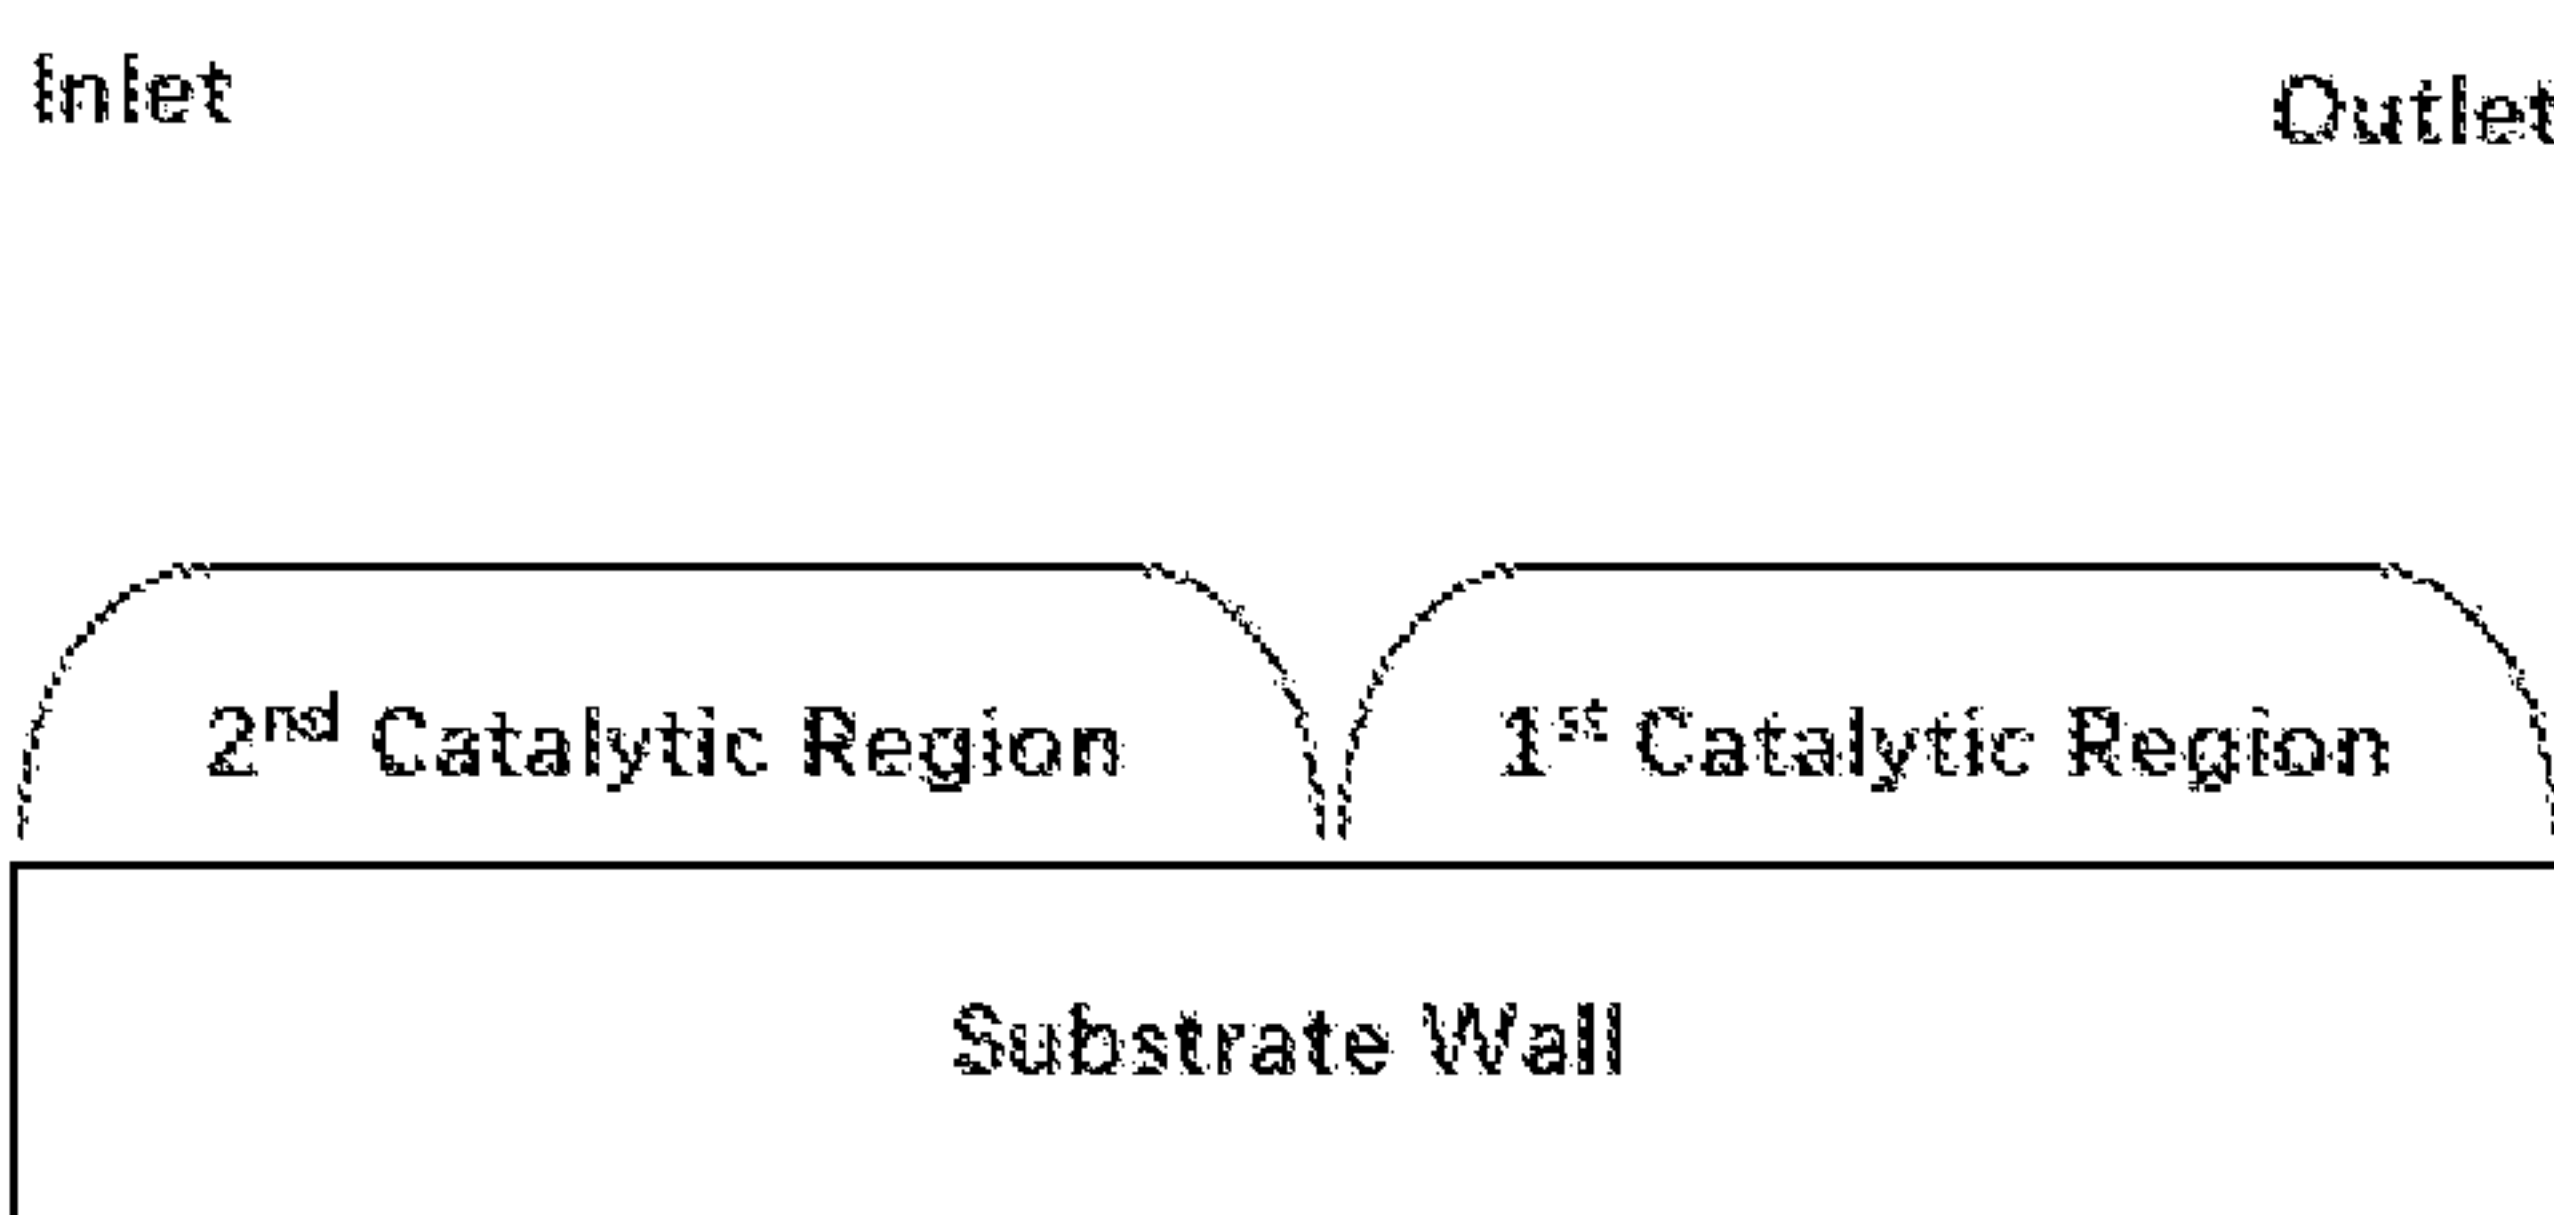 Inlet
Outlet
2nd Catalytic Region
1st Catalytic Region
Substrate Wall